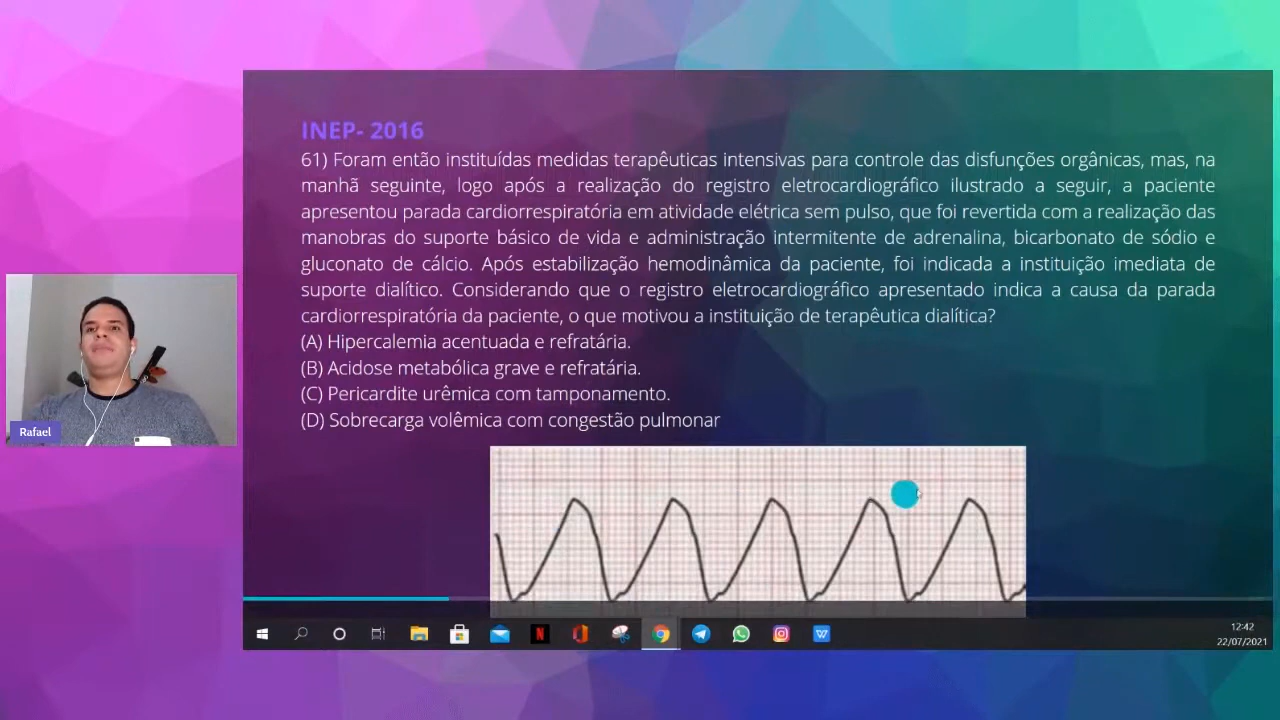 INEP- 2016
61) Foram então instituídas medidas terapêuticas intensivas para controle das disfunções orgânicas, mas, na
manhã seguinte, logo após a realização do registro eletrocardiográfico ilustrado a seguir, a paciente
apresentou parada cardiorrespiratória em atividade elétrica sem pulso, que foi revertida com a realização das
manobras do suporte básico de vida e administração intermitente de adrenalina, bicarbonato de sódio e
gluconato de cálcio. Após estabilização hemodinâmica da paciente, foi indicada a instituição imediata de
suporte dialítico. Considerando que o registro eletrocardiográfico apresentado indica a causa da parada
cardiorrespiratória da paciente, o que motivou a instituição de terapêutica dialítica?
(A) Hipercalemia acentuada e refratária.
(B) Acidose metabólica grave e refratária.
(C) Pericardite urêmica com tamponamento.
(D) Sobrecarga volêmica com congestão pulmonar
Rafael
N
W
12:42
22/07/2021